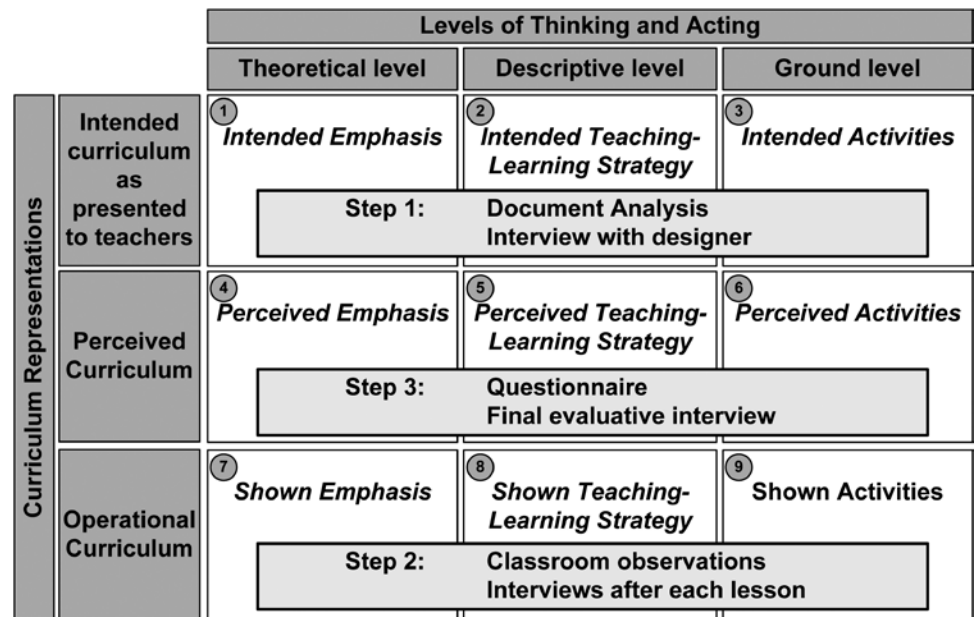 Levels of Thinking and Acting
Theoretical level
Descriptive level
Ground level
Curriculum Representations
Intended
curriculum
as
presented
to teachers
1
Intended Emphasis
2
Intended Teaching-
Learning Strategy
3
Intended Activities
Step 1:
Document Analysis
Interview with designer
Perceived
Curriculum
4
Perceived Emphasis
5
Perceived Teaching-
Learning Strategy
6
Perceived Activities
Step 3:
Questionnaire
Final evaluative interview
Operational
Curriculum
7
Shown Emphasis
8
Shown Teaching-
Learning Strategy
9
Shown Activities
Step 2:
Classroom observations
Interviews after each lesson